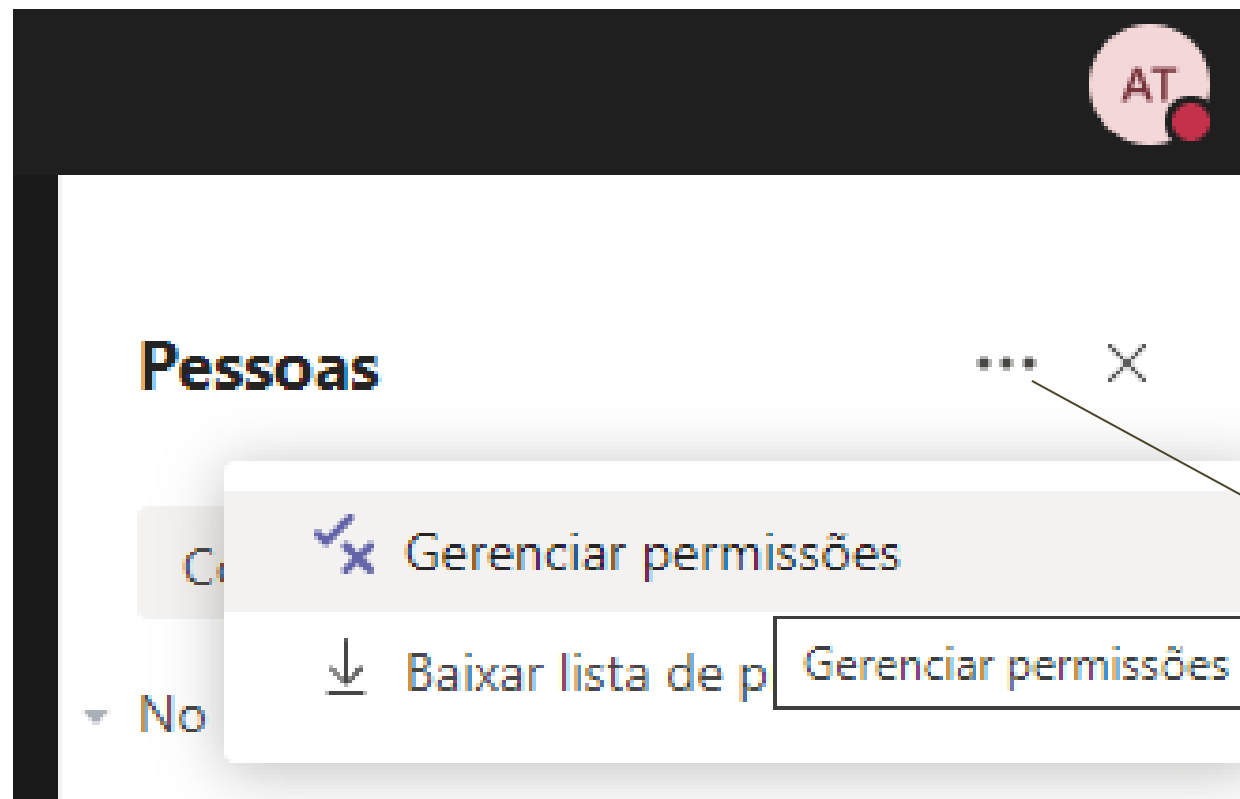 AT
Pessoas
Gerenciar permissões
Baixar lista de
Gerenciar permissões
No